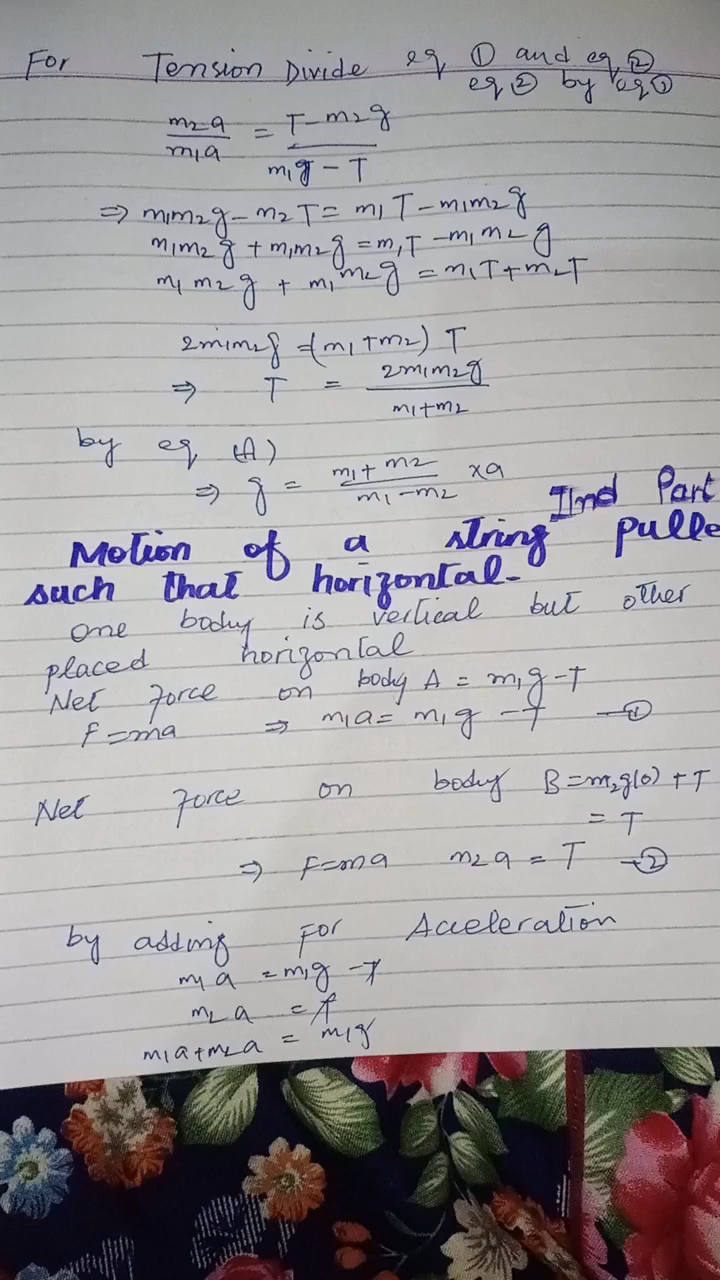 For Tension Divide eq ① and eq ②
eq ② by eq ①
m₂a / m₁a = T - m₂g / m₁g - T
⇒ m₁m₂g - m₂T = m₁T - m₁m₂g
m₁m₂g + m₁m₂g = m₁T - m₁m₂g
m₁m₂g + m₁m₂g = m₁T + m₂T
2m₁m₂g = (m₁+m₂) T
⇒ T = 2m₁m₂g / m₁+m₂
by eq (A)
⇒ g = m₁+m₂ / m₁-m₂ × a
IInd Part
Motion of a string pulle
such that horizontal-
one body is vertical but other
placed horizontal
Net force on body A = m₁g - T
F=ma ⇒ m₁a = m₁g - T —①
Net force on body B = m₂g(0) + T
= T
⇒ F=ma m₂a = T —②
by adding For Acceleration
m₁a = m₁g - T
m₂a = T
m₁a+m₂a = m₁g